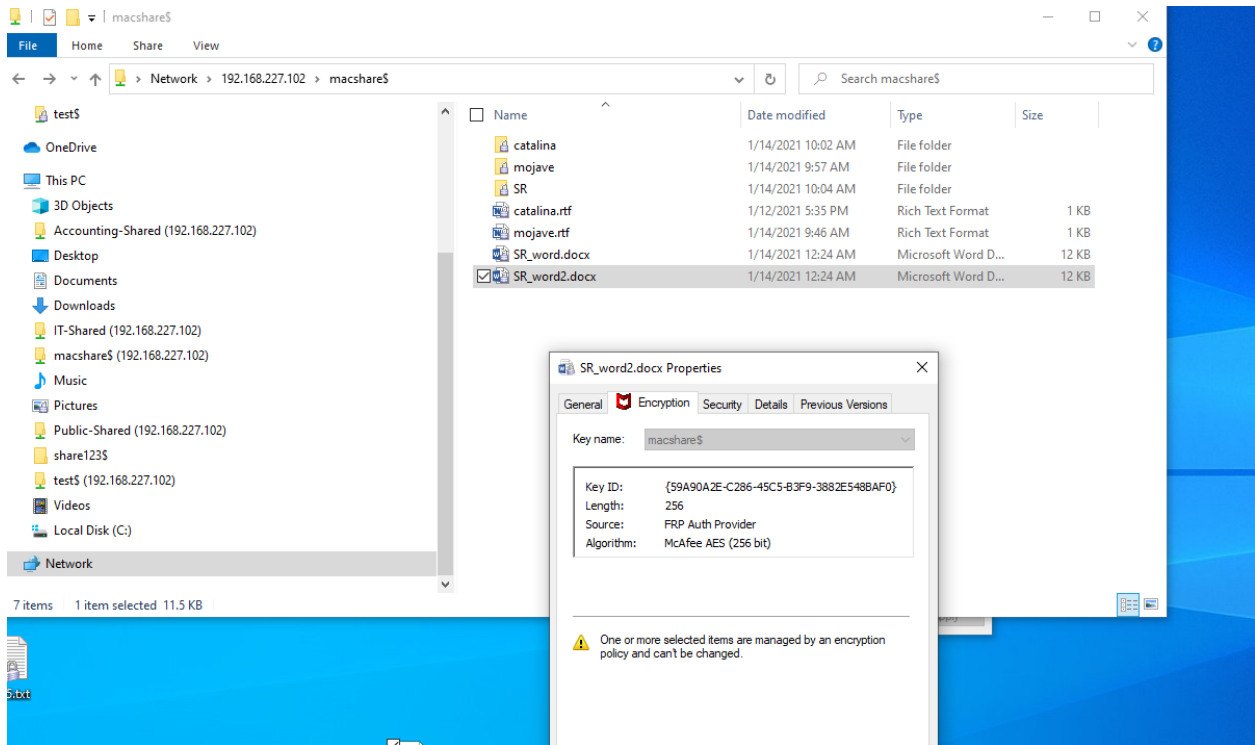 macshare$
File Home Share View
Network > 192.168.227.102 > macshare$
Search macshare$
test$
OneDrive
This PC
3D Objects
Accounting-Shared (192.168.227.102)
Desktop
Documents
Downloads
IT-Shared (192.168.227.102)
macshare$ (192.168.227.102)
Music
Pictures
Public-Shared (192.168.227.102)
share123$
test$ (192.168.227.102)
Videos
Local Disk (C:)
Network
Name Date modified Type Size
catalina 1/14/2021 10:02 AM File folder
mojave 1/14/2021 9:57 AM File folder
SR 1/14/2021 10:04 AM File folder
catalina.rtf 1/12/2021 5:35 PM Rich Text Format 1 KB
mojave.rtf 1/14/2021 9:46 AM Rich Text Format 1 KB
SR_word.docx 1/14/2021 12:24 AM Microsoft Word D... 12 KB
SR_word2.docx 1/14/2021 12:24 AM Microsoft Word D... 12 KB
SR_word2.docx Properties
General Encryption Security Details Previous Versions
Key name: macshare$
Key ID: {59A90A2E-C286-45C5-B3F9-3882E548BAF0}
Length: 256
Source: FRP Auth Provider
Algorithm: McAfee AES (256 bit)
One or more selected items are managed by an encryption
policy and can't be changed.
7 items 1 item selected 11.5 KB
5.txt